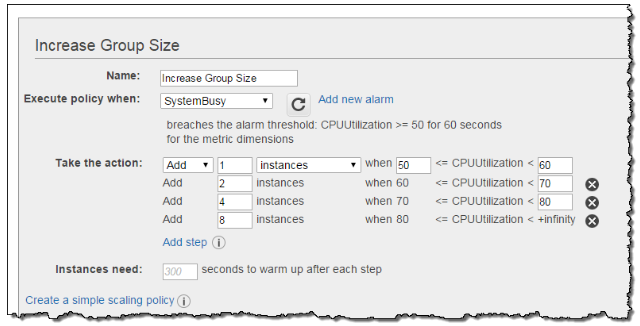 Increase Group Size
Name: Increase Group Size
Execute policy when: SystemBusy Add new alarm
breaches the alarm threshold: CPUUtilization >= 50 for 60 seconds
for the metric dimensions
Take the action: Add 1 instances when 50 <= CPUUtilization < 60
Add 2 instances when 60 <= CPUUtilization < 70
Add 4 instances when 70 <= CPUUtilization < 80
Add 8 instances when 80 <= CPUUtilization < +infinity
Add step i
Instances need: 300 seconds to warm up after each step
Create a simple scaling policy i